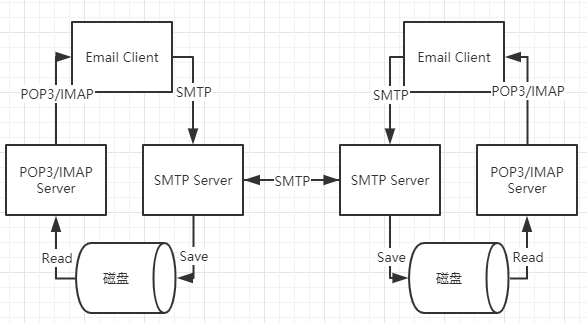 Email Client
Email Client
POP3/IMAP
SMTP
SMTP
POP3/IMAP
POP3/IMAP
Server
SMTP Server
SMTP
SMTP Server
POP3/IMAP
Server
Read
Save
Save
Read
磁盘
磁盘